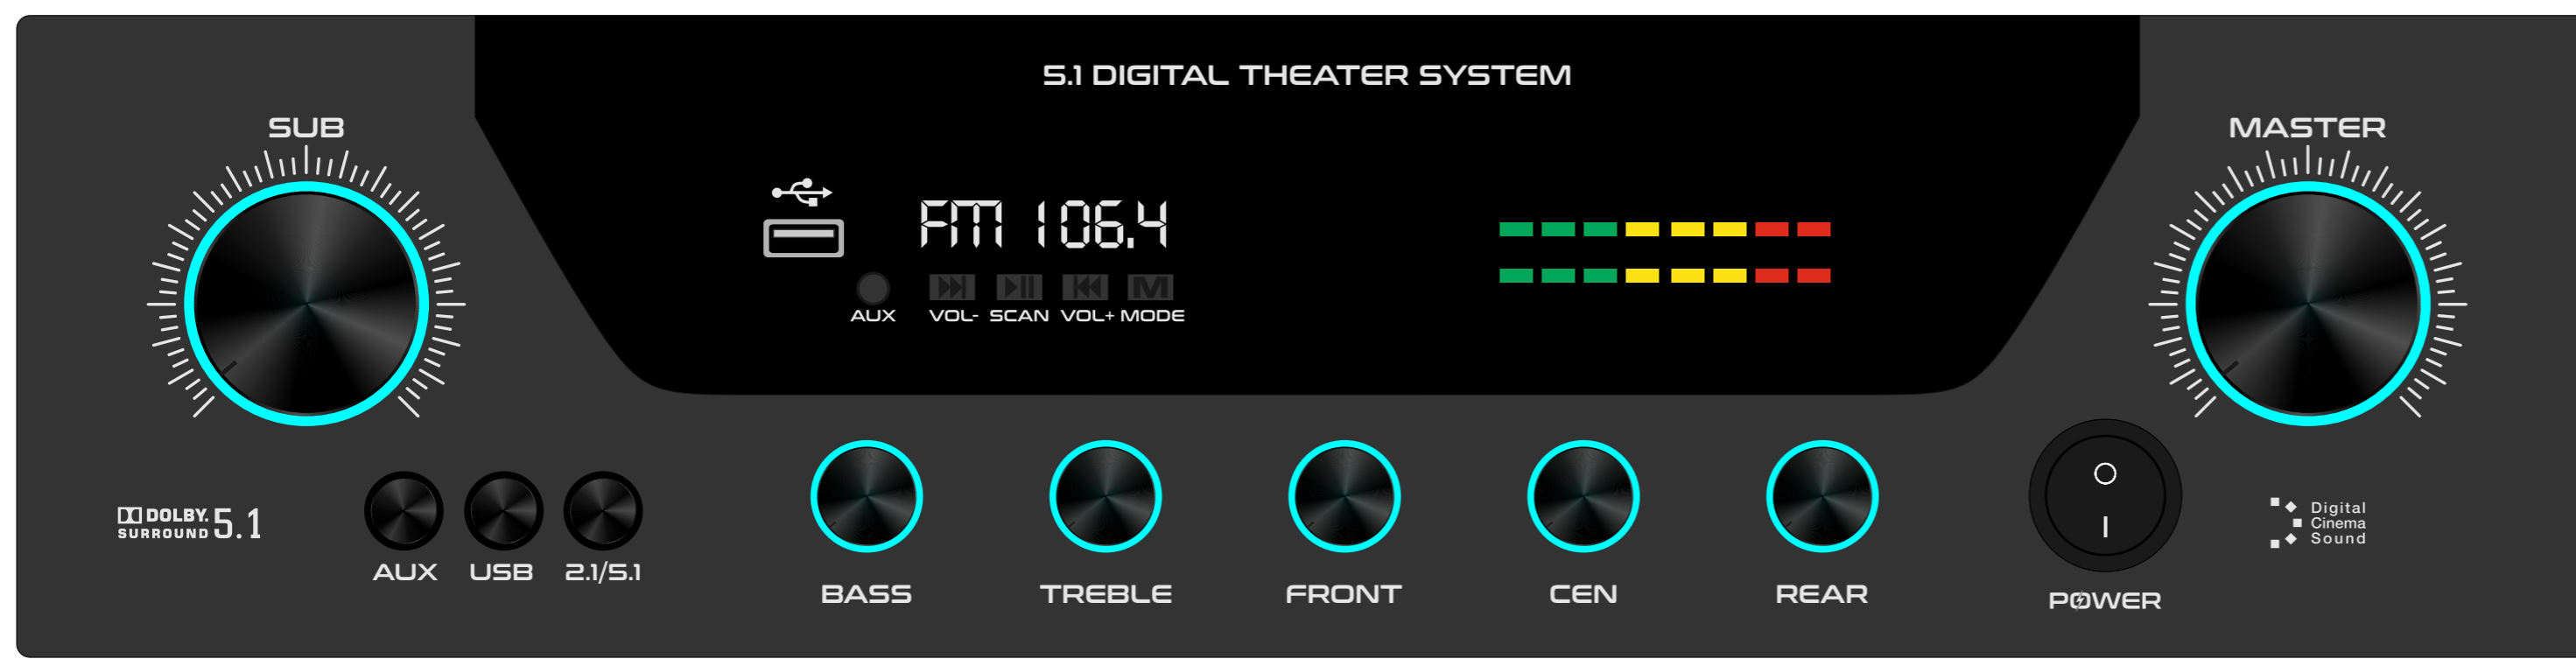 5.1 DIGITAL THEATER SYSTEM
SUB
MASTER
FM 106.4
M
AUX VOL- SCAN VOL+ MODE
DOLBY.
SURROUND 5.1
AUX USB 2.1/5.1
BASS TREBLE FRONT CEN REAR
POWER
Digital
Cinema
Sound